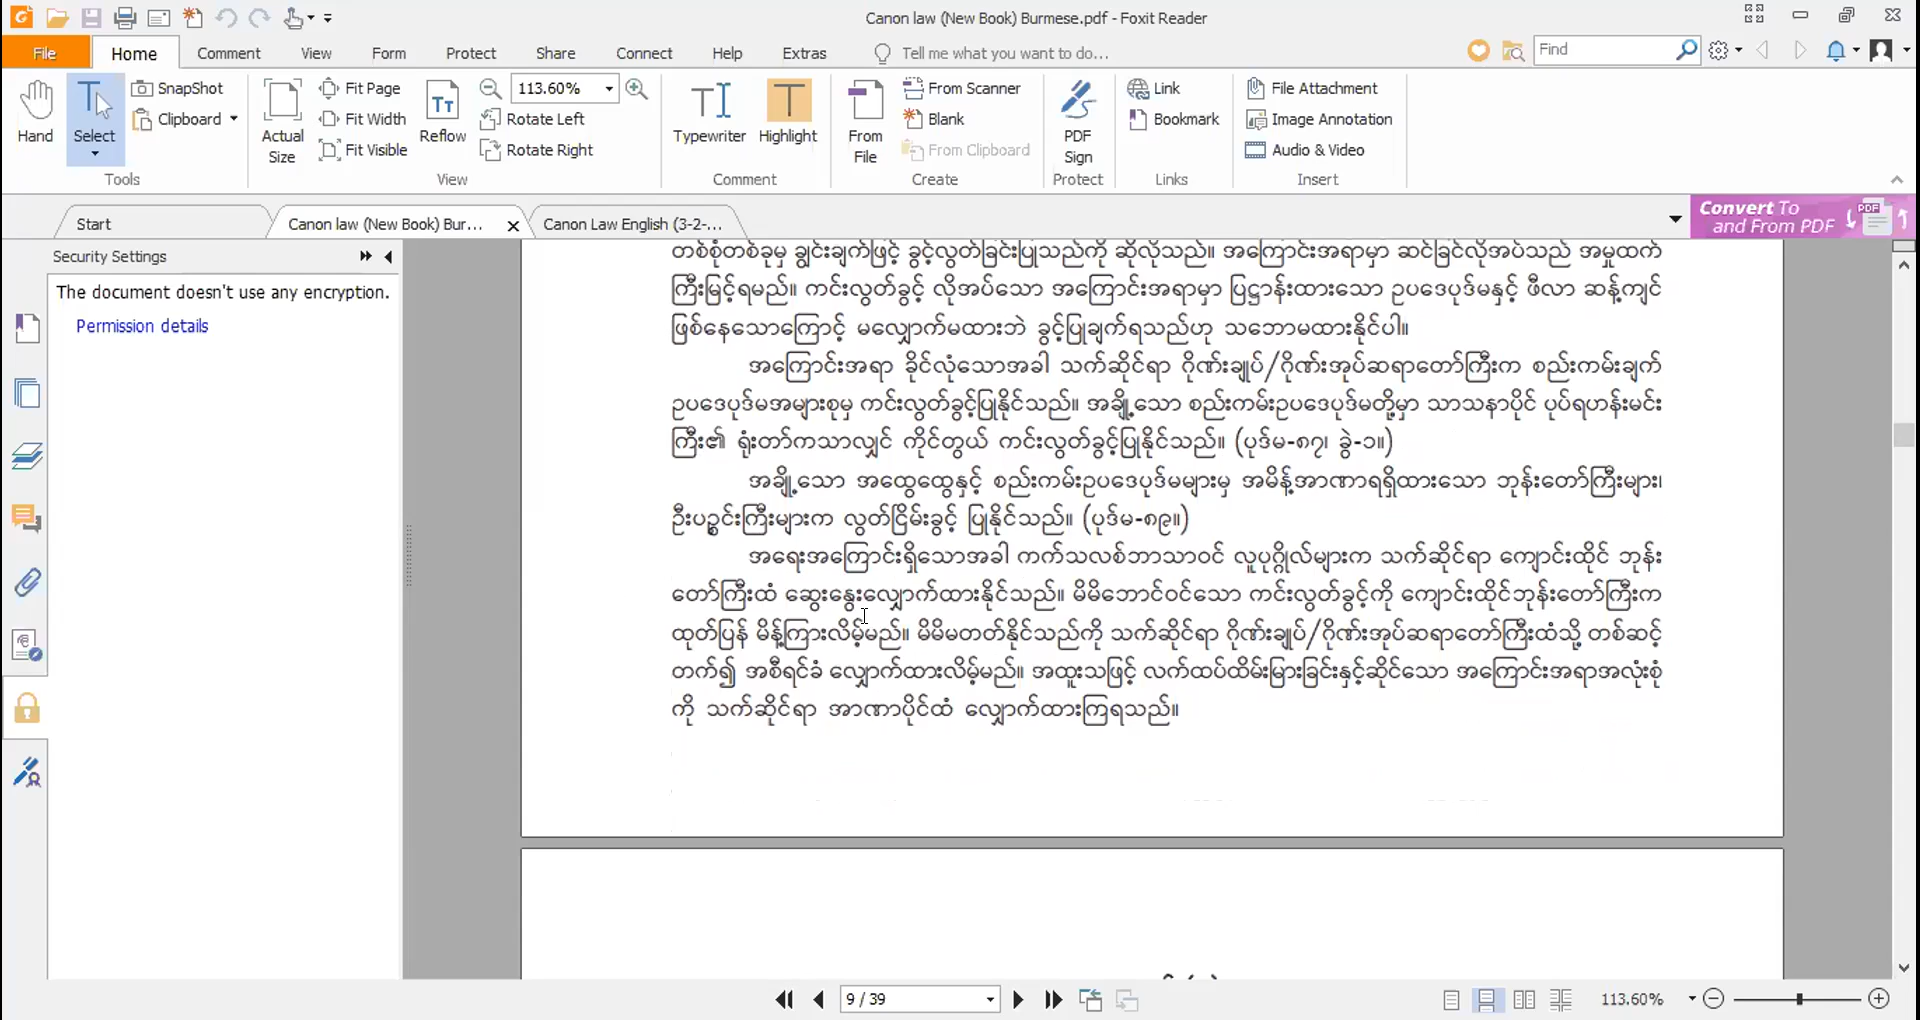 Canon law (New Book) Burmese.pdf - Foxit Reader
File Home Comment View Form Protect Share Connect Help Extras Tell me what you want to do... Find
Hand
Select
SnapShot
Clipboard
Tools
Actual Size
Fit Page
Fit Width
Fit Visible
Reflow
113.60%
Rotate Left
Rotate Right
View
Typewriter
Highlight
Comment
From File
From Scanner
Blank
From Clipboard
Create
PDF Sign
Protect
Link
Bookmark
Links
File Attachment
Image Annotation
Audio & Video
Insert
Start
Canon law (New Book) Bur...
Canon Law English (3-2-...
Convert To
and From PDF
PDF
Security Settings
The document doesn't use any encryption.
Permission details
တစ်စုံတစ်ခုမှ ချွင်းချက်ဖြင့် ခွင့်လွတ်ခြင်းပြုသည်ကို ဆိုလိုသည်။ အကြောင်းအရာမှာ ဆင်ခြင်လိုအပ်သည် အမှုထက်
ကြီးမြင့်ရမည်။ ကင်းလွတ်ခွင့် လိုအပ်သော အကြောင်းအရာမှာ ပြဋ္ဌာန်းထားသော ဥပဒေပုဒ်မနှင့် ဖီလာ ဆန့်ကျင်
ဖြစ်နေသောကြောင့် မလျှောက်မထားဘဲ ခွင့်ပြုချက်ရသည်ဟု သဘောမထားနိုင်ပါ။
အကြောင်းအရာ ခိုင်လုံသောအခါ သက်ဆိုင်ရာ ဂိုဏ်းချုပ်/ဂိုဏ်းအုပ်ဆရာတော်ကြီးက စည်းကမ်းချက်
ဥပဒေပုဒ်မအများစုမှ ကင်းလွတ်ခွင့်ပြုနိုင်သည်။ အချို့သော စည်းကမ်းဥပဒေပုဒ်မတို့မှာ သာသနာပိုင် ပုပ်ရဟန်းမင်း
ကြီး၏ ရုံးတာ်ကသာလျှင် ကိုင်တွယ် ကင်းလွတ်ခွင့်ပြုနိုင်သည်။ (ပုဒ်မ-၈၇၊ ခွဲ-၁။)
အချို့သော အထွေထွေနှင့် စည်းကမ်းဥပဒေပုဒ်မများမှ အမိန့်အာဏာရရှိထားသော ဘုန်းတော်ကြီးများ၊
ဦးပဉ္စင်းကြီးများက လွတ်ငြိမ်းခွင့် ပြုနိုင်သည်။ (ပုဒ်မ-၈၉။)
အရေးအကြောင်းရှိသောအခါ ကက်သလစ်ဘာသာဝင် လူပုဂ္ဂိုလ်များက သက်ဆိုင်ရာ ကျောင်းထိုင် ဘုန်း
တော်ကြီးထံ ဆွေးနွေးလျှောက်ထားနိုင်သည်။ မိမိဘောင်ဝင်သော ကင်းလွတ်ခွင့်ကို ကျောင်းထိုင်ဘုန်းတော်ကြီးက
ထုတ်ပြန် မိန့်ကြားလိမ့်မည်။ မိမိမတတ်နိုင်သည်ကို သက်ဆိုင်ရာ ဂိုဏ်းချုပ်/ဂိုဏ်းအုပ်ဆရာတော်ကြီးထံသို့ တစ်ဆင့်
တက်၍ အစီရင်ခံ လျှောက်ထားလိမ့်မည်။ အထူးသဖြင့် လက်ထပ်ထိမ်းမြားခြင်းနှင့်ဆိုင်သော အကြောင်းအရာအလုံးစုံ
ကို သက်ဆိုင်ရာ အာဏာပိုင်ထံ လျှောက်ထားကြရသည်။
9 / 39
113.60%